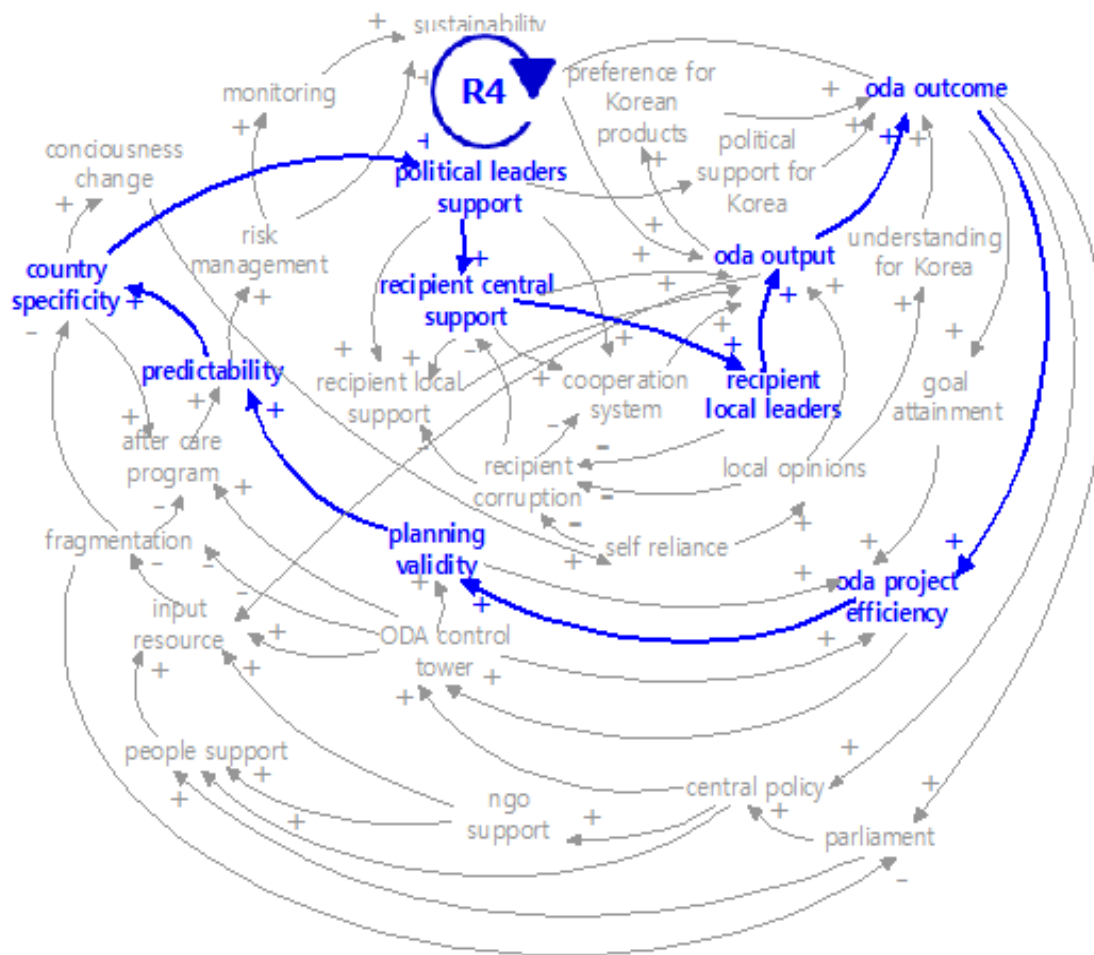 sustainability
R4
preference for
Korean
products
oda outcome
monitoring
conciousness
change
political leaders
support
political
support for
Korea
risk
management
country
specificity
recipient central
support
oda output
understanding
for Korea
predictability
recipient local
support
cooperation
system
recipient
local leaders
goal
attainment
after care
program
recipient
corruption
local opinions
fragmentation
planning
validity
self reliance
input
resource
ODA control
tower
oda project
efficiency
people support
ngo
support
central policy
parliament